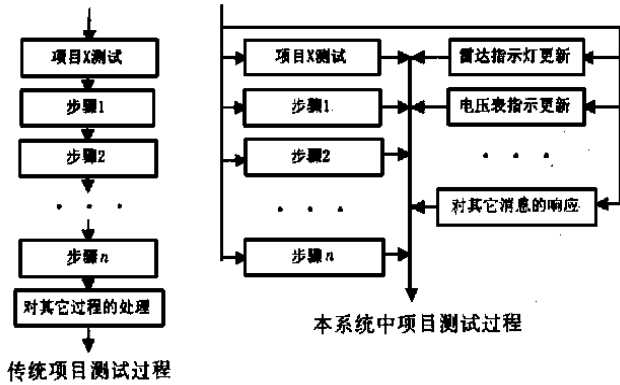 项目X测试
步骤1
步骤2
· · ·
步骤n
对其它过程的处理
传统项目测试过程
项目X测试
步骤1
步骤2
· · ·
步骤n
雷达指示灯更新
电压表指示更新
· · ·
对其它消息的响应
本系统中项目测试过程